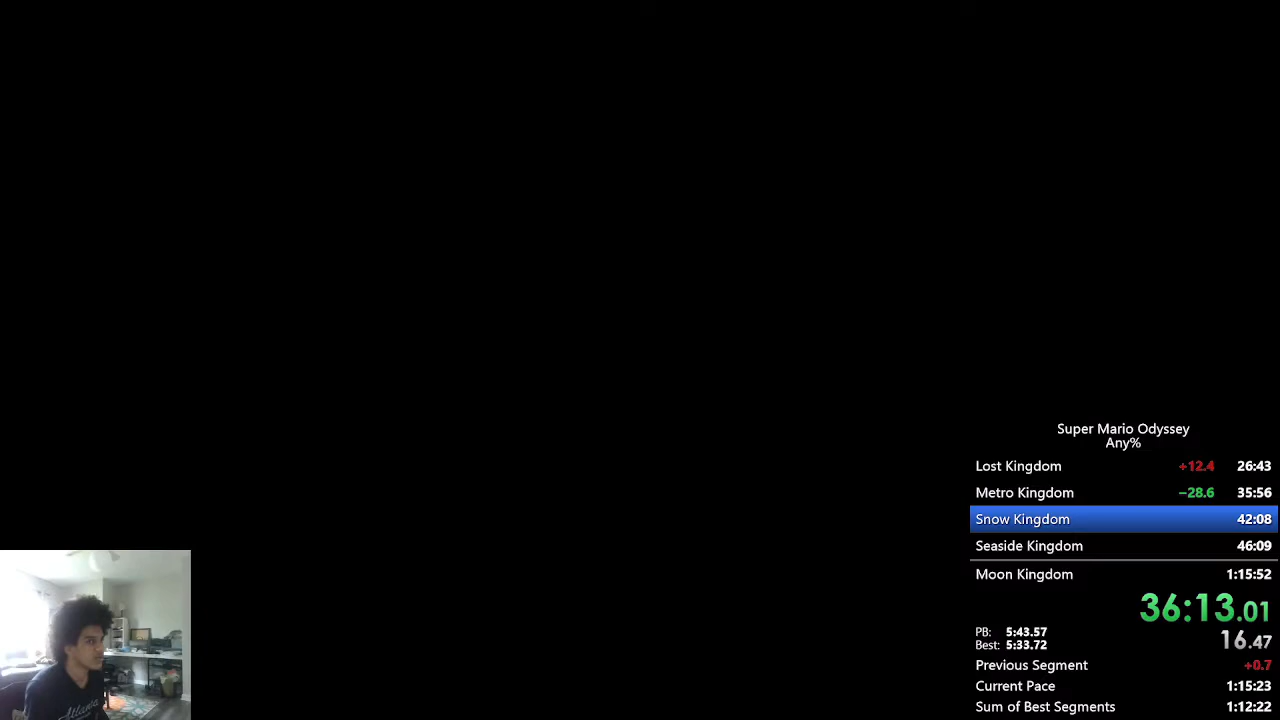 Super Mario Odyssey
Any%
Lost Kingdom +12.4 26:43
Metro Kingdom −28.6 35:56
Snow Kingdom 42:08
Seaside Kingdom 46:09
Moon Kingdom 1:15:52
36:13.01
PB: 5:43.57
Best: 5:33.72
16.47
Previous Segment +0.7
Current Pace 1:15:23
Sum of Best Segments 1:12:22